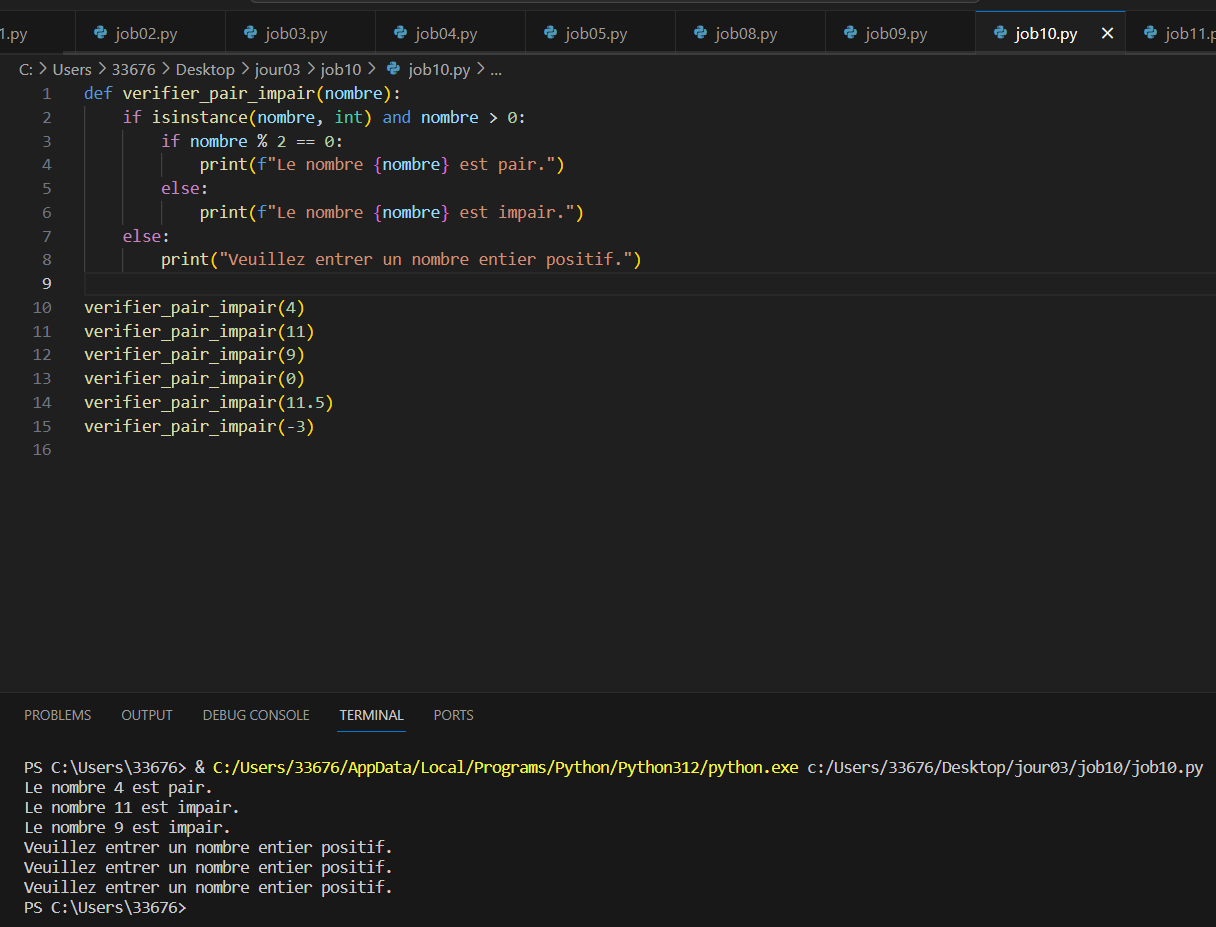 1.py job02.py job03.py job04.py job05.py job08.py job09.py job10.py job11.p
C: > Users > 33676 > Desktop > jour03 > job10 > job10.py > ...
1 def verifier_pair_impair(nombre):
2 if isinstance(nombre, int) and nombre > 0:
3 if nombre % 2 == 0:
4 print(f"Le nombre {nombre} est pair.")
5 else:
6 print(f"Le nombre {nombre} est impair.")
7 else:
8 print("Veuillez entrer un nombre entier positif.")
9
10 verifier_pair_impair(4)
11 verifier_pair_impair(11)
12 verifier_pair_impair(9)
13 verifier_pair_impair(0)
14 verifier_pair_impair(11.5)
15 verifier_pair_impair(-3)
16
PROBLEMS OUTPUT DEBUG CONSOLE TERMINAL PORTS
PS C:\Users\33676> & C:/Users/33676/AppData/Local/Programs/Python/Python312/python.exe c:/Users/33676/Desktop/jour03/job10/job10.py
Le nombre 4 est pair.
Le nombre 11 est impair.
Le nombre 9 est impair.
Veuillez entrer un nombre entier positif.
Veuillez entrer un nombre entier positif.
Veuillez entrer un nombre entier positif.
PS C:\Users\33676>